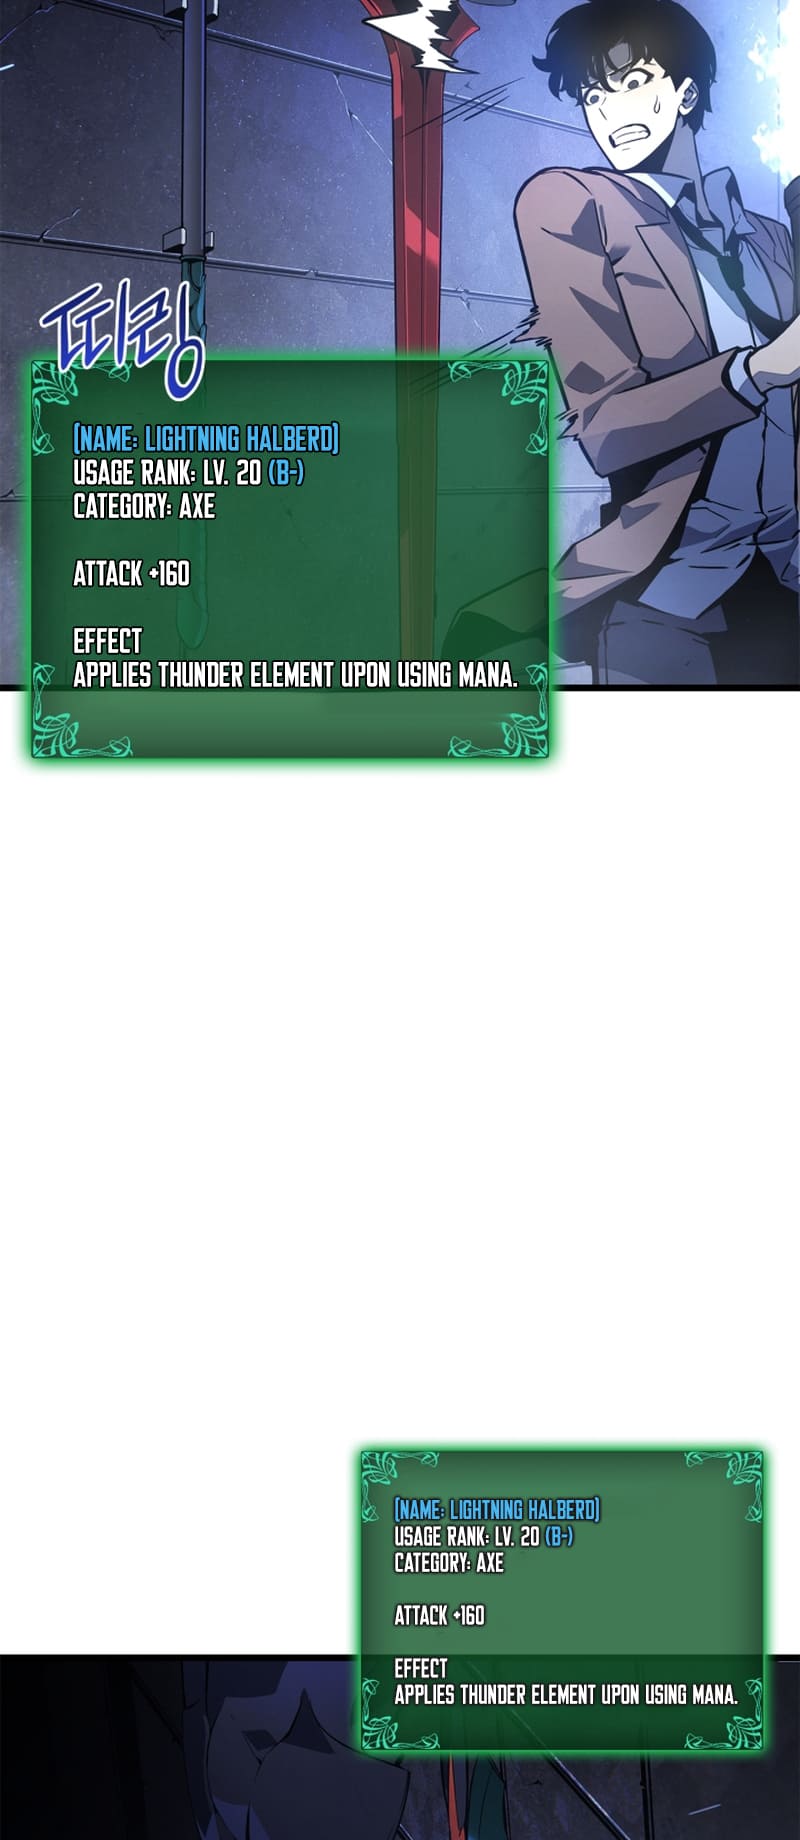 띠링
[NAME: LIGHTNING HALBERD]
USAGE RANK: LV. 20 (B-)
CATEGORY: AXE
ATTACK +160
EFFECT
APPLIES THUNDER ELEMENT UPON USING MANA.
[NAME: LIGHTNING HALBERD]
USAGE RANK: LV. 20 (B-)
CATEGORY: AXE
ATTACK +160
EFFECT
APPLIES THUNDER ELEMENT UPON USING MANA.